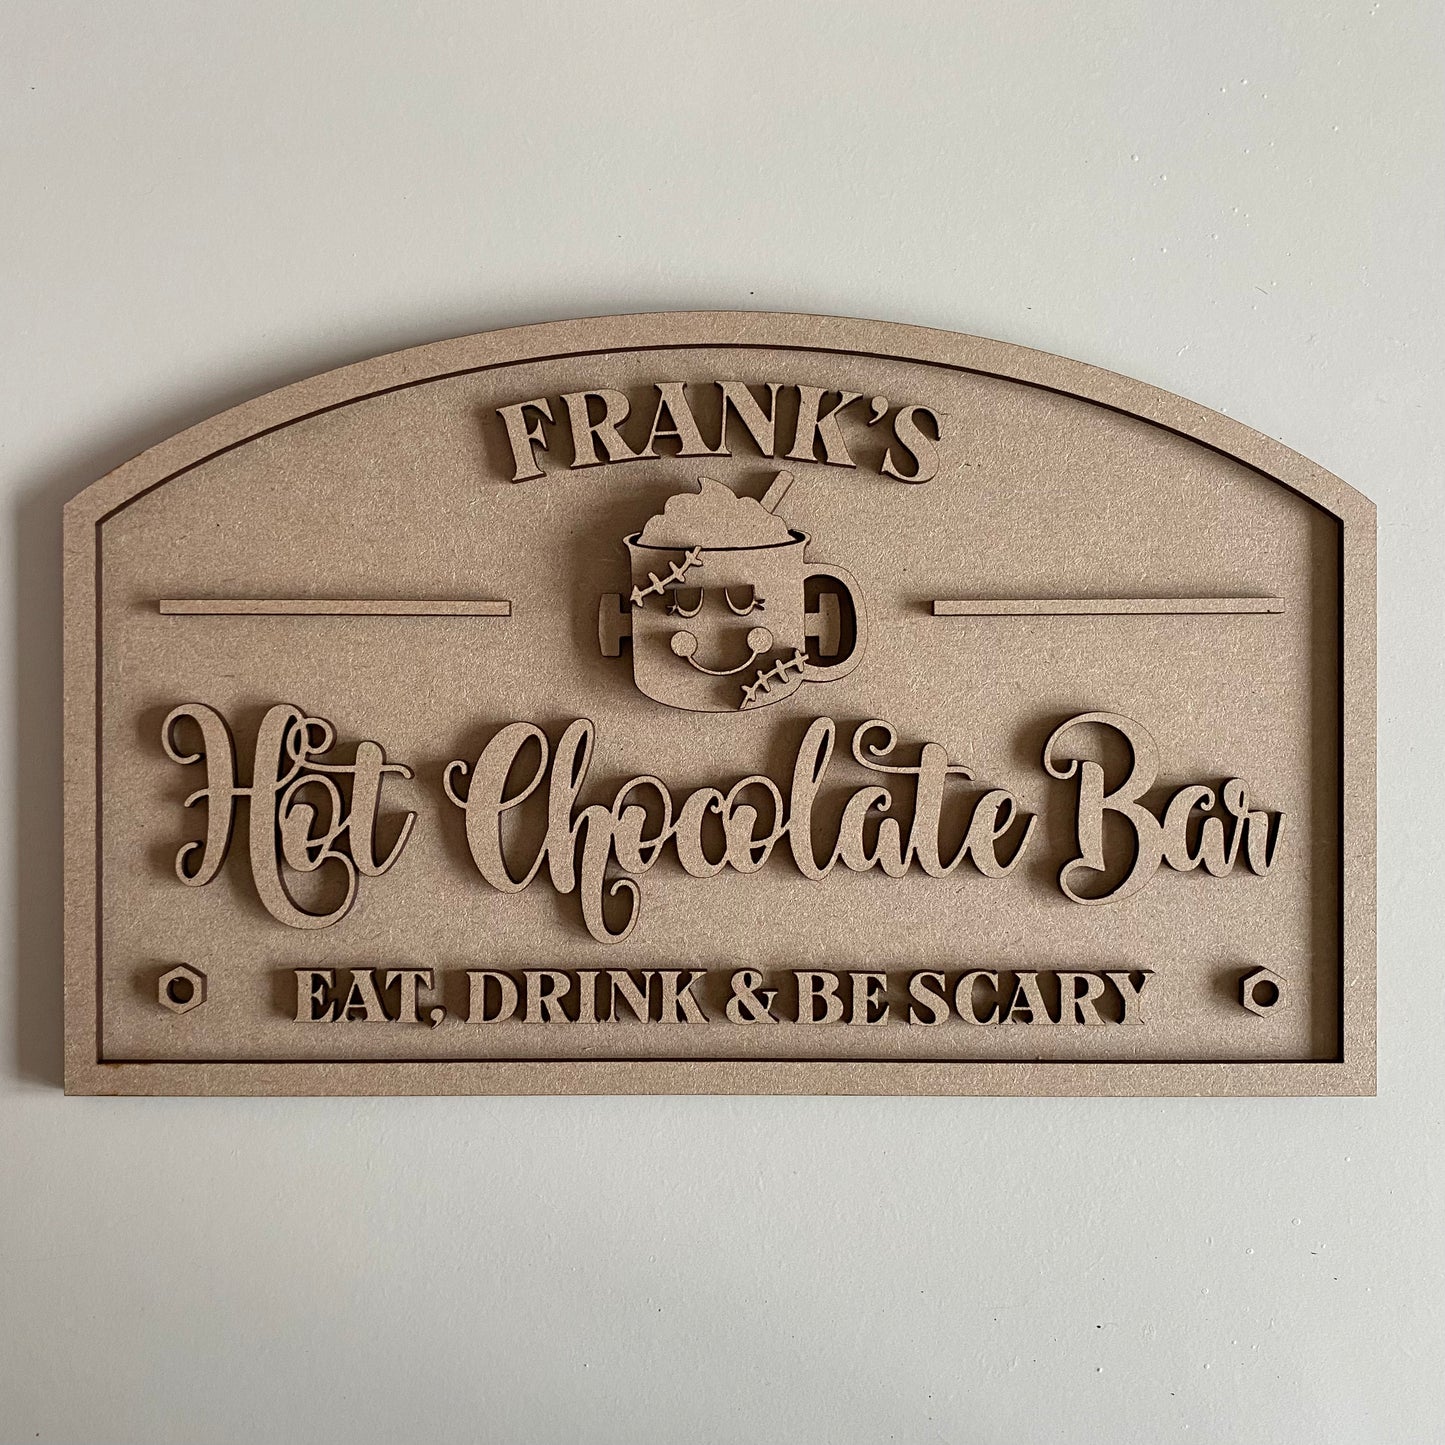 FRANK'S
Hot Chocolate Bar
EAT, DRINK & BE SCARY